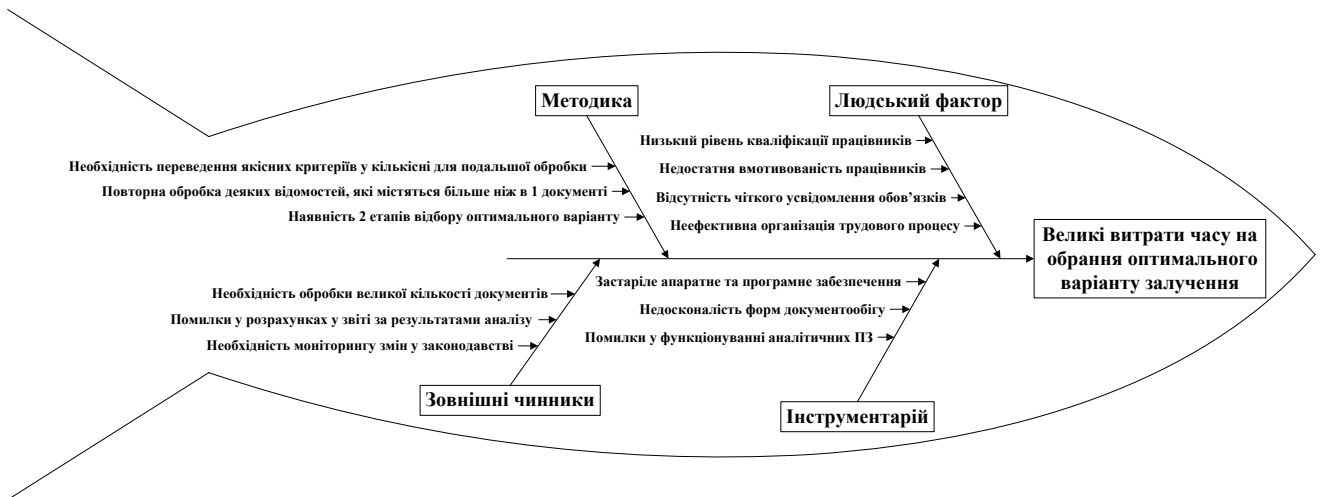 Методика
Людський фактор
Низький рівень кваліфікації працівників
Необхідність переведення якісних критеріїв у кількісні для подальшої обробки
Недостатня вмотивованість працівників
Повторна обробка деяких відомостей, які містяться більше ніж в 1 документі
Відсутність чіткого усвідомлення обов’язків
Наявність 2 етапів відбору оптимального варіанту
Неефективна організація трудового процесу
Великі витрати часу на
обрання оптимального
варіанту залучення
Застаріле апаратне та програмне забезпечення
Необхідність обробки великої кількості документів
Недосконалість форм документообігу
Помилки у розрахунках у звіті за результатами аналізу
Помилки у функціонуванні аналітичних ПЗ
Необхідність моніторингу змін у законодавстві
Зовнішні чинники
Інструментарій